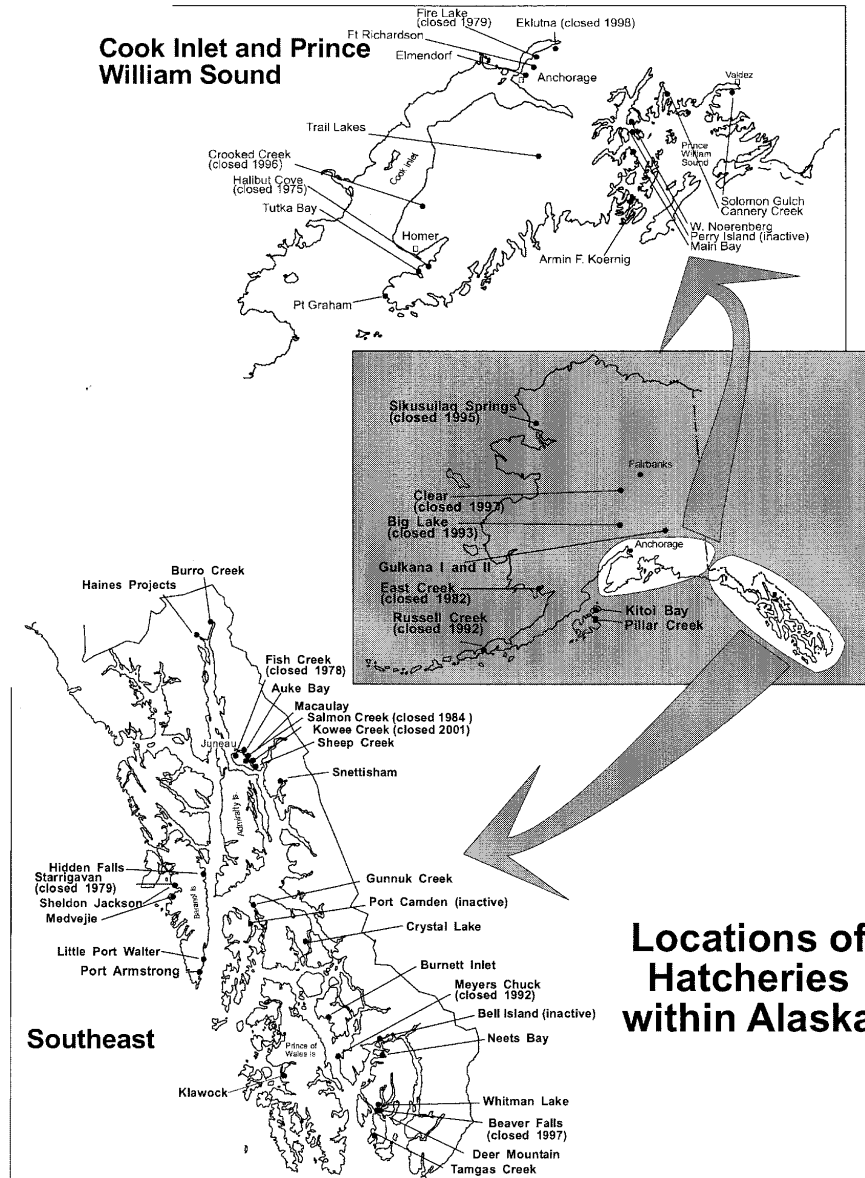 Cook Inlet and Prince
William Sound
Fire Lake
(closed 1979)
Eklutna (closed 1998)
Ft Richardson
Elmendorf
Anchorage
Valdez
Trail Lakes
Crooked Creek
(closed 1996)
Halibut Cove
(closed 1975)
Tutka Bay
Cook Inlet
Prince
William
Sound
Homer
Solomon Gulch
Cannery Creek
W. Noerenberg
Perry Island (inactive)
Main Bay
Armin F. Koernig
Pt Graham
Sikusuilaq Springs
(closed 1995)
Fairbanks
Clear
(closed 1997)
Big Lake
(closed 1993)
Anchorage
Gulkana I and II
East Creek
(closed 1982)
Russell Creek
(closed 1992)
Kitoi Bay
Pillar Creek
Burro Creek
Haines Projects
Fish Creek
(closed 1978)
Auke Bay
Macaulay
Salmon Creek (closed 1984 )
Kowee Creek (closed 2001)
Juneau
Sheep Creek
Snettisham
Admiralty Is
Hidden Falls
Starrigavan
(closed 1979)
Sheldon Jackson
Medvejie
Baranof Is
Gunnuk Creek
Port Camden (inactive)
Crystal Lake
Little Port Walter
Port Armstrong
Burnett Inlet
Meyers Chuck
(closed 1992)
Bell Island (inactive)
Neets Bay
Southeast
Prince of
Wales Is
Klawock
Whitman Lake
Beaver Falls
(closed 1997)
Deer Mountain
Tamgas Creek
Locations of
Hatcheries
within Alaska